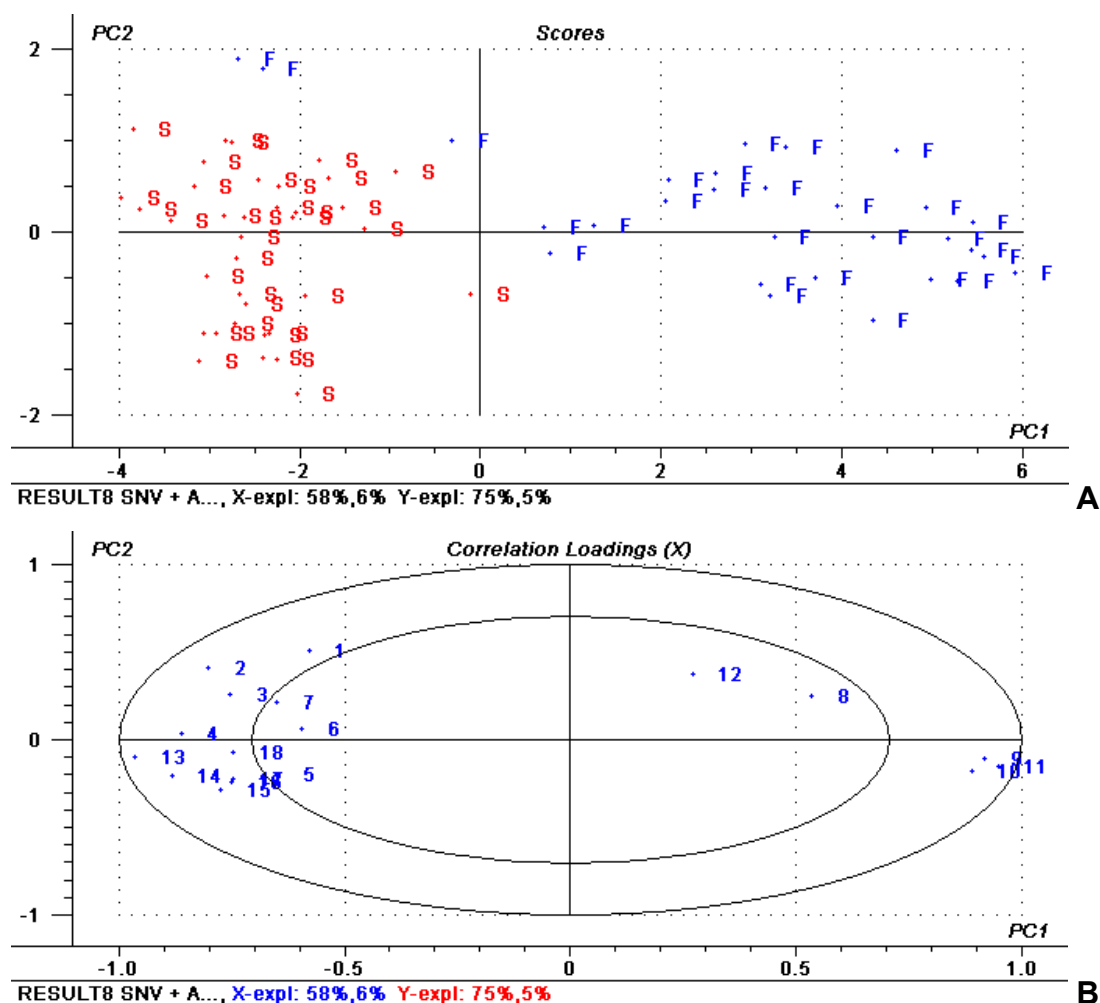 PC2 Scores
2
0
-2
PC1
-4 -2 0 2 4 6
RESULT8 SNV + A..., X-expl: 58%,6% Y-expl: 75%,5%
A
F F
F
F F F
F F F F
F F F F
F F F
F F F F F F
F F F F F
F F F
S S S
S S S S
S S S S S
S S S S S S S S
S S S
S S S S
S S S S S S
S S S
S
PC2 Correlation Loadings (X)
1
0
-1
PC1
-1.0 -0.5 0 0.5 1.0
1
2
3 7
4 6
13 18
14 5
15
12
8
9
10 11
RESULT8 SNV + A..., X-expl: 58%,6% Y-expl: 75%,5%
B